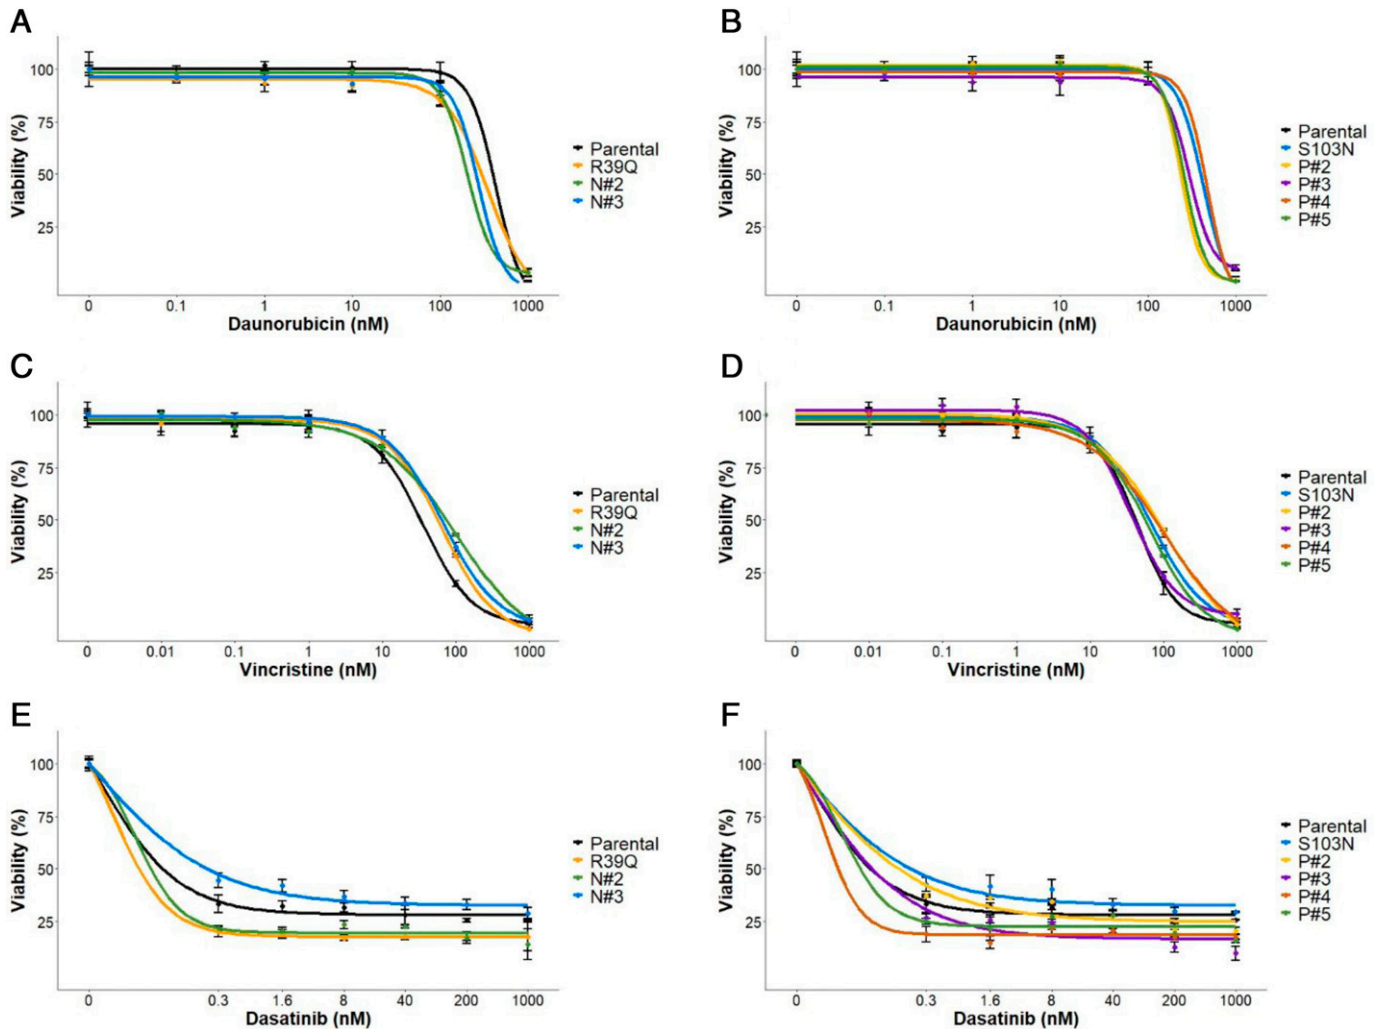 A
Viability (%)
100
75
50
25
0 0.1 1 10 100 1000
Daunorubicin (nM)
Parental
R39Q
N#2
N#3
B
Viability (%)
100
75
50
25
0 0.1 1 10 100 1000
Daunorubicin (nM)
Parental
S103N
P#2
P#3
P#4
P#5
C
Viability (%)
100
75
50
25
0 0.01 0.1 1 10 100 1000
Vincristine (nM)
Parental
R39Q
N#2
N#3
D
Viability (%)
100
75
50
25
0 0.01 0.1 1 10 100 1000
Vincristine (nM)
Parental
S103N
P#2
P#3
P#4
P#5
E
Viability (%)
100
75
50
25
0 0.3 1.6 8 40 200 1000
Dasatinib (nM)
Parental
R39Q
N#2
N#3
F
Viability (%)
100
75
50
25
0 0.3 1.6 8 40 200 1000
Dasatinib (nM)
Parental
S103N
P#2
P#3
P#4
P#5